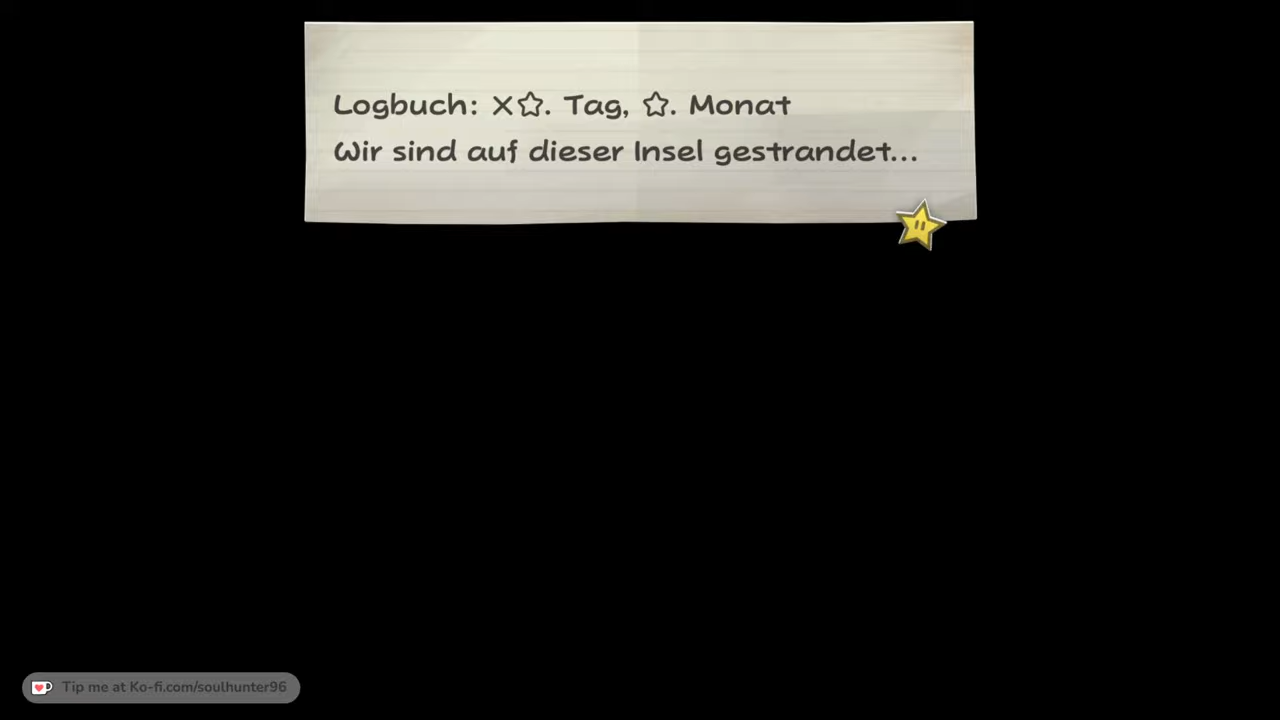 Logbuch: X☆. Tag, ☆. Monat
Wir sind auf dieser Insel gestrandet...
Tip me at Ko-fi.com/soulhunter96